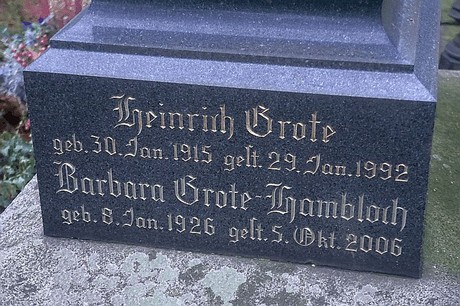 Heinrich Grote
geb. 30. Jan. 1915 gest. 29. Jan. 1992
Barbara Grote-Hambloch
geb. 8. Jan. 1926 gest. 5. Okt. 2006